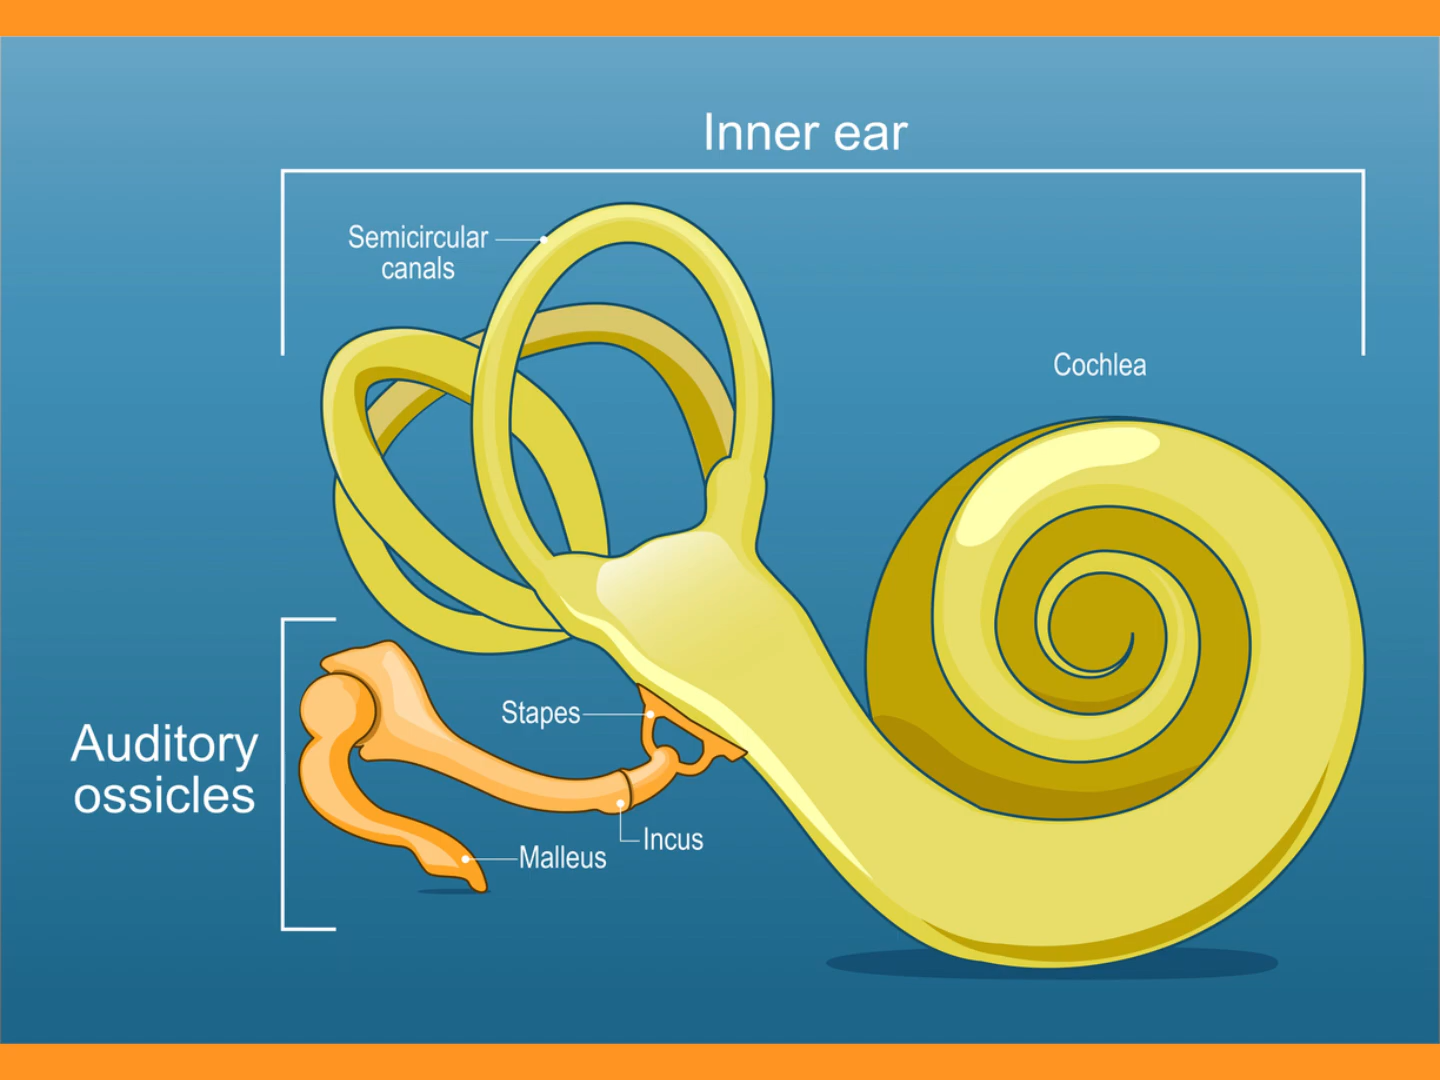 Inner ear
Semicircular
canals
Cochlea
Stapes
Auditory
ossicles
Incus
Malleus